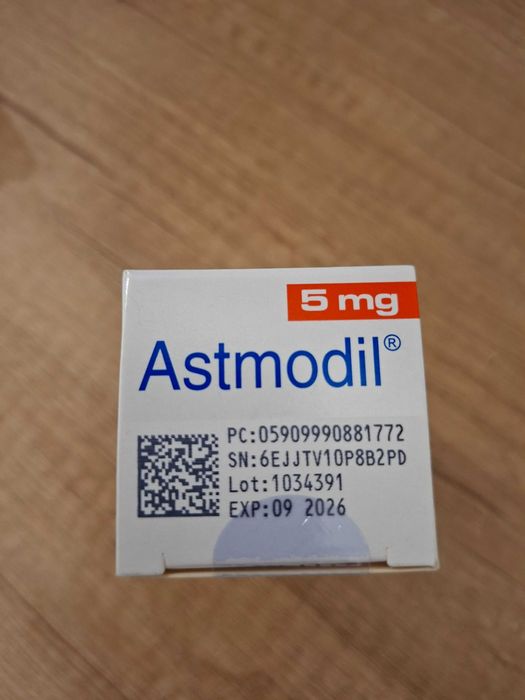 5 mg
Astmodil®
PC:05909990881772
SN:6EJJTV10P8B2PD
Lot:1034391
EXP:09 2026